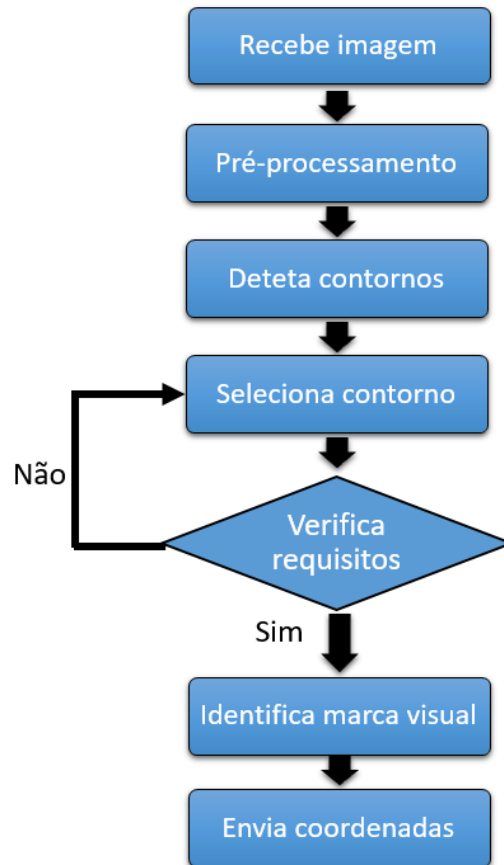 Recebe imagem
Pré-processamento
Deteta contornos
Seleciona contorno
Não
Verifica
requisitos
Sim
Identifica marca visual
Envia coordenadas